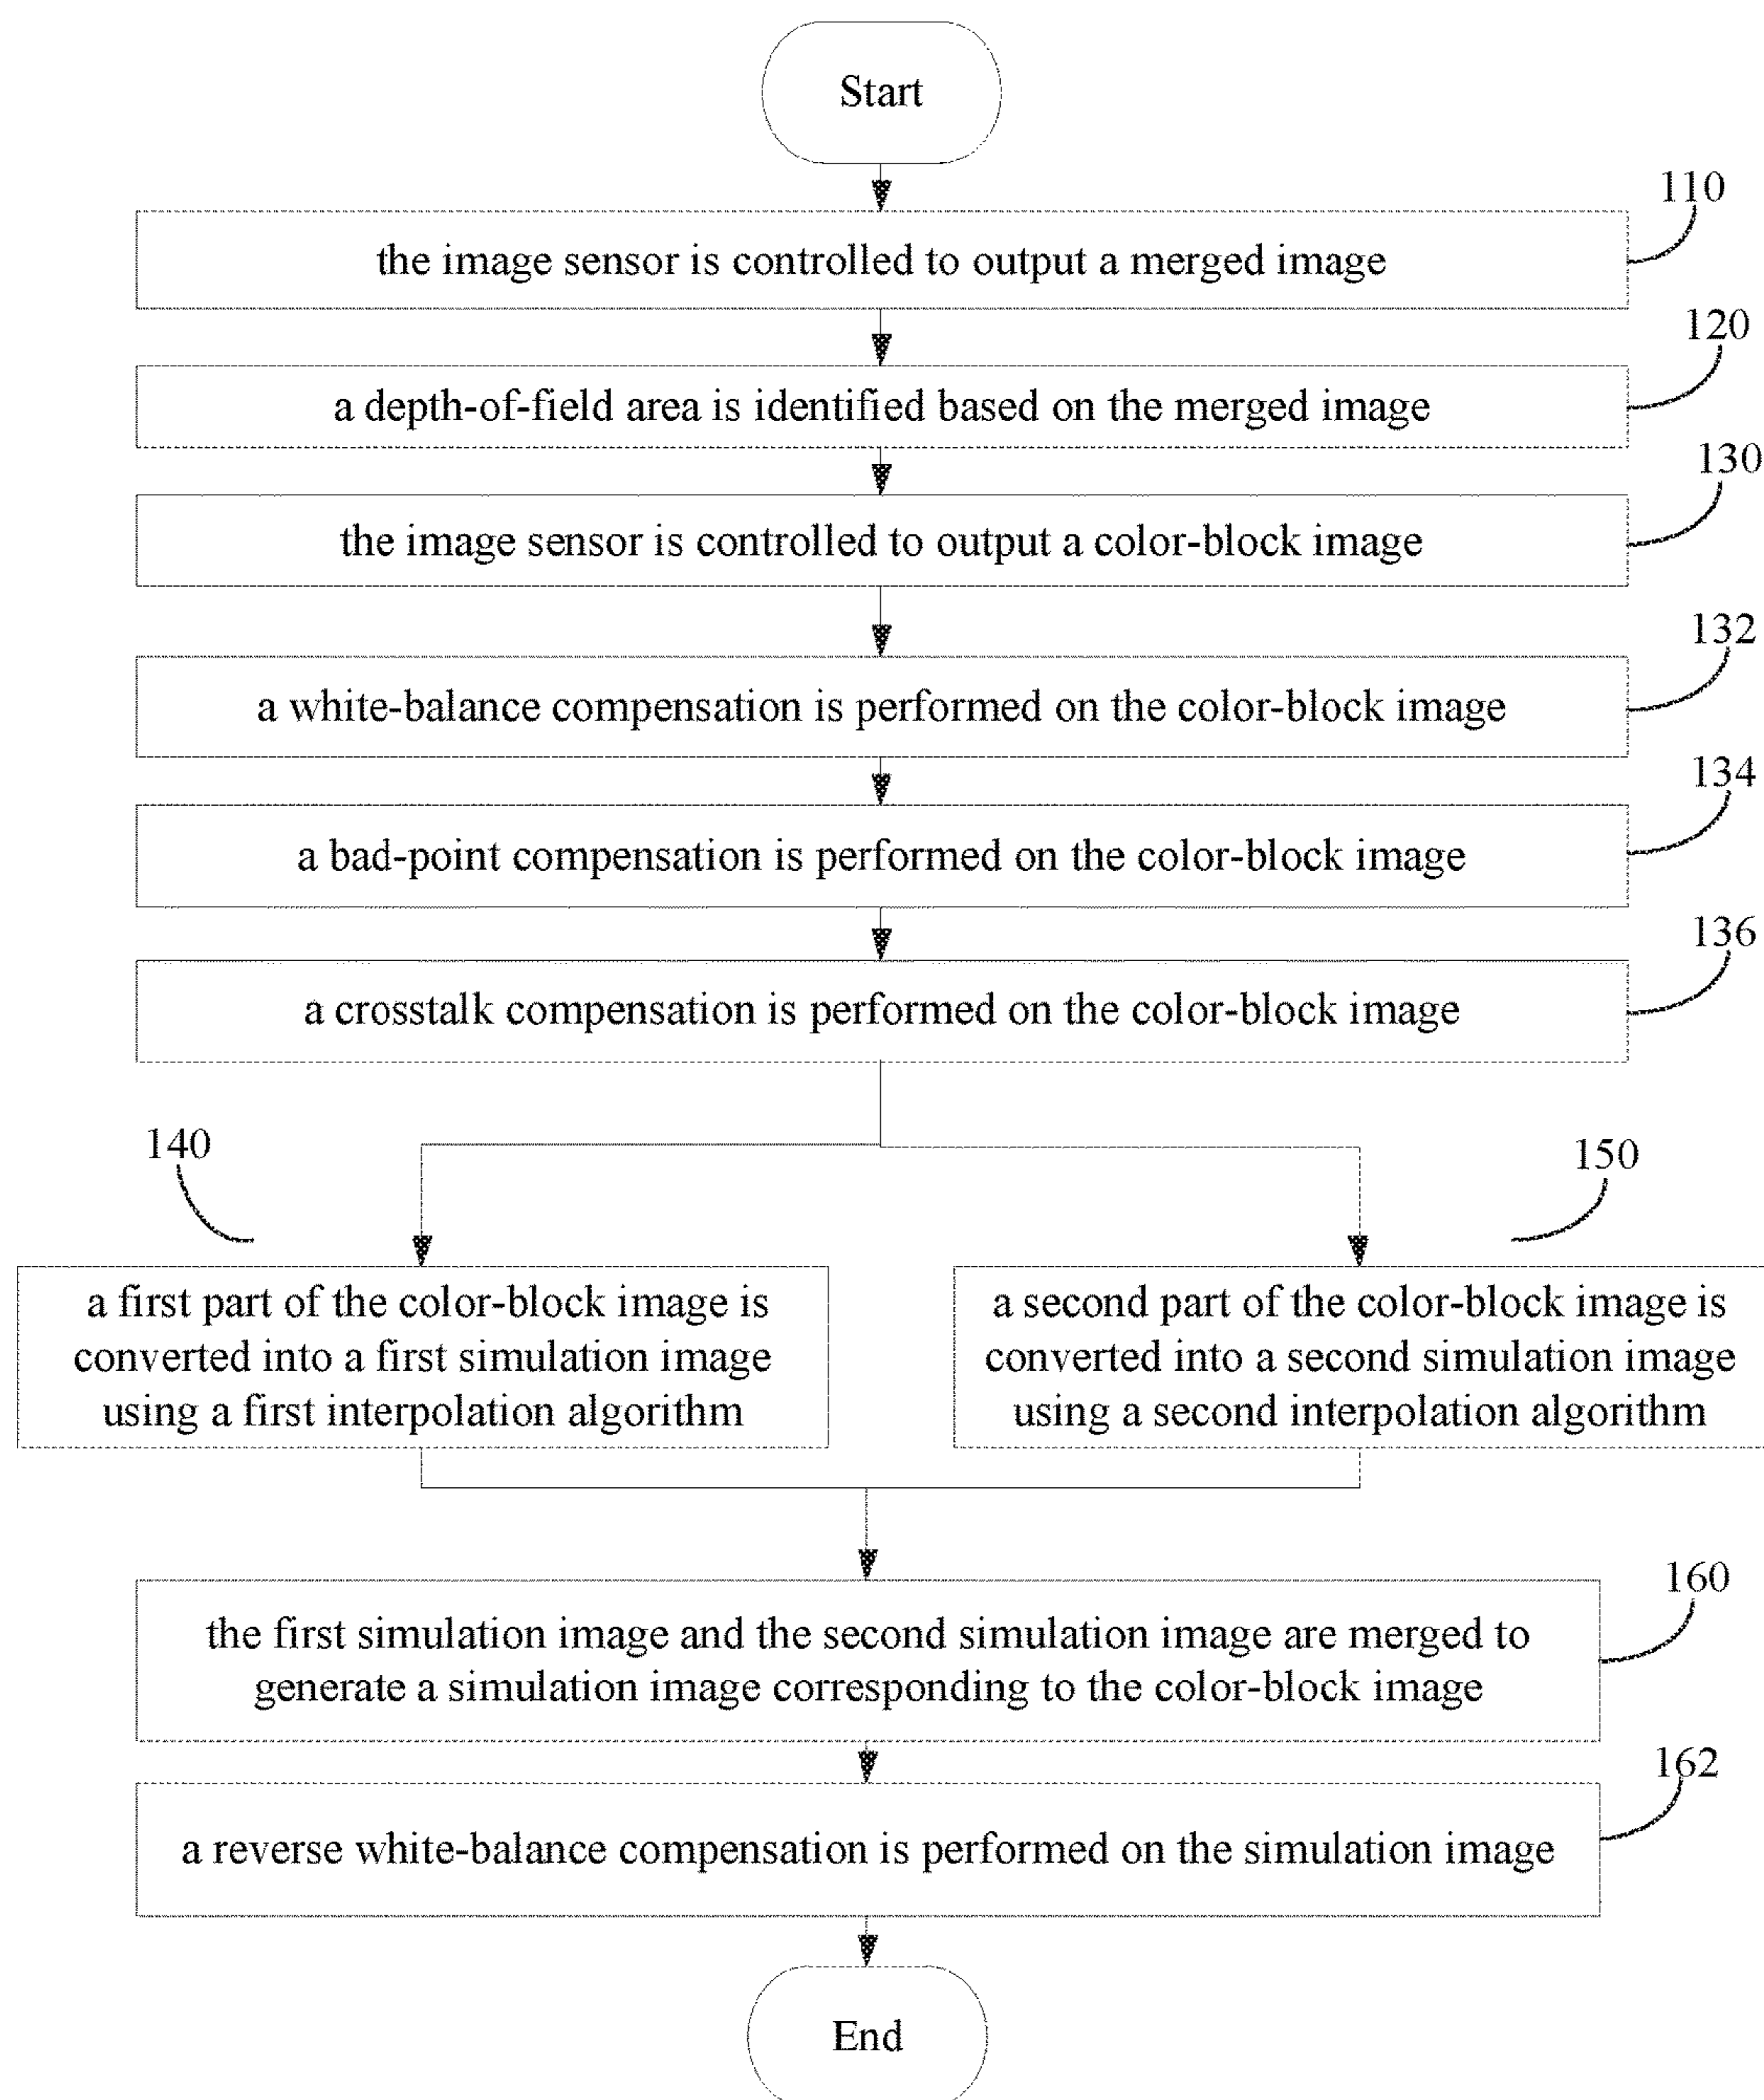 Start
110
the image sensor is controlled to output a merged image
120
a depth-of-field area is identified based on the merged image
130
the image sensor is controlled to output a color-block image
132
a white-balance compensation is performed on the color-block image
134
a bad-point compensation is performed on the color-block image
136
a crosstalk compensation is performed on the color-block image
140
a first part of the color-block image is
converted into a first simulation image
using a first interpolation algorithm
150
a second part of the color-block image is
converted into a second simulation image
using a second interpolation algorithm
160
the first simulation image and the second simulation image are merged to
generate a simulation image corresponding to the color-block image
162
a reverse white-balance compensation is performed on the simulation image
End